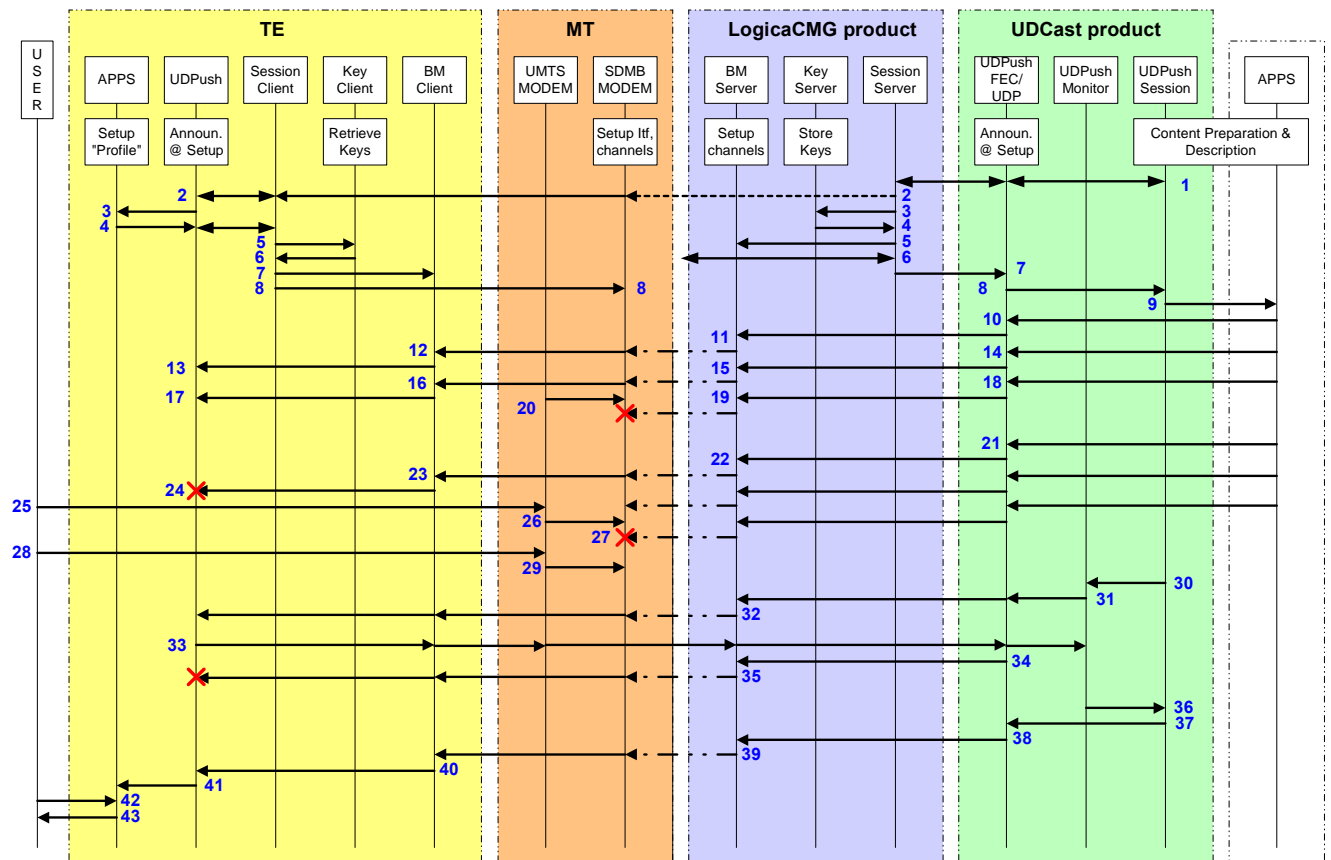 TE
MT
LogicaCMG product
UDCast product
U
S
E
R
APPS
UDPush
Session
Client
Key
Client
BM
Client
UMTS
MODEM
SDMB
MODEM
BM
Server
Key
Server
Session
Server
UDPush
FEC/
UDP
UDPush
Monitor
UDPush
Session
APPS
Setup
"Profile"
Announ.
@ Setup
Retrieve
Keys
Setup Itf,
channels
Setup
channels
Store
Keys
Announ.
@ Setup
Content Preparation &
Description
1
2
2
3
3
4
4
5
5
6
6
7
7
8
8
8
9
10
11
12
14
13
15
16
18
17
19
20
21
22
23
24
25
26
27
28
29
30
31
32
33
34
35
36
37
38
39
40
41
42
43